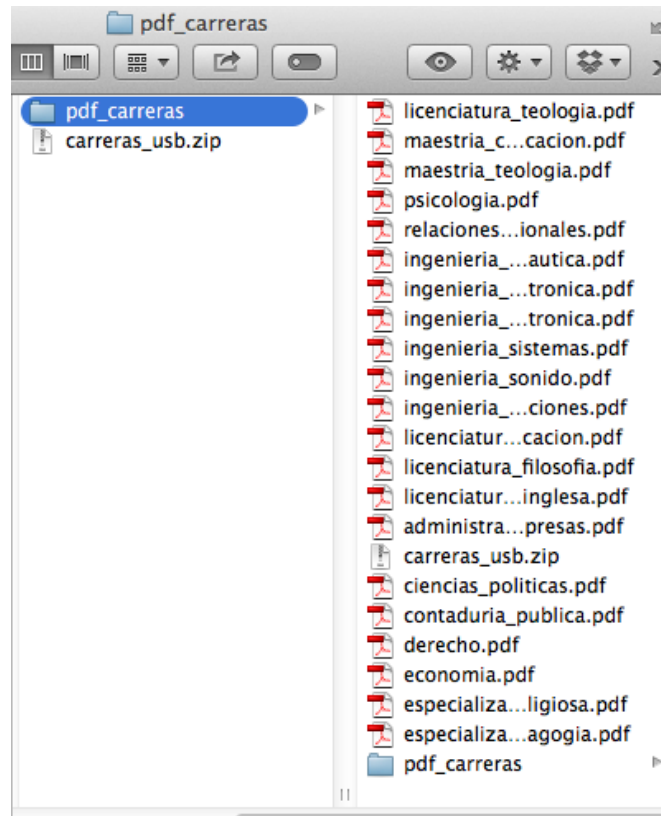 pdf_carreras
pdf_carreras
carreras_usb.zip
licenciatura_teologia.pdf
maestria_c...cacion.pdf
maestria_teologia.pdf
psicologia.pdf
relaciones...ionales.pdf
ingenieria_...autica.pdf
ingenieria_...tronica.pdf
ingenieria_...tronica.pdf
ingenieria_sistemas.pdf
ingenieria_sonido.pdf
ingenieria_...ciones.pdf
licenciatur...cacion.pdf
licenciatura_filosofia.pdf
licenciatur...inglesa.pdf
administra...presas.pdf
carreras_usb.zip
ciencias_politicas.pdf
contaduria_publica.pdf
derecho.pdf
economia.pdf
especializa...ligiosa.pdf
especializa...agogia.pdf
pdf_carreras